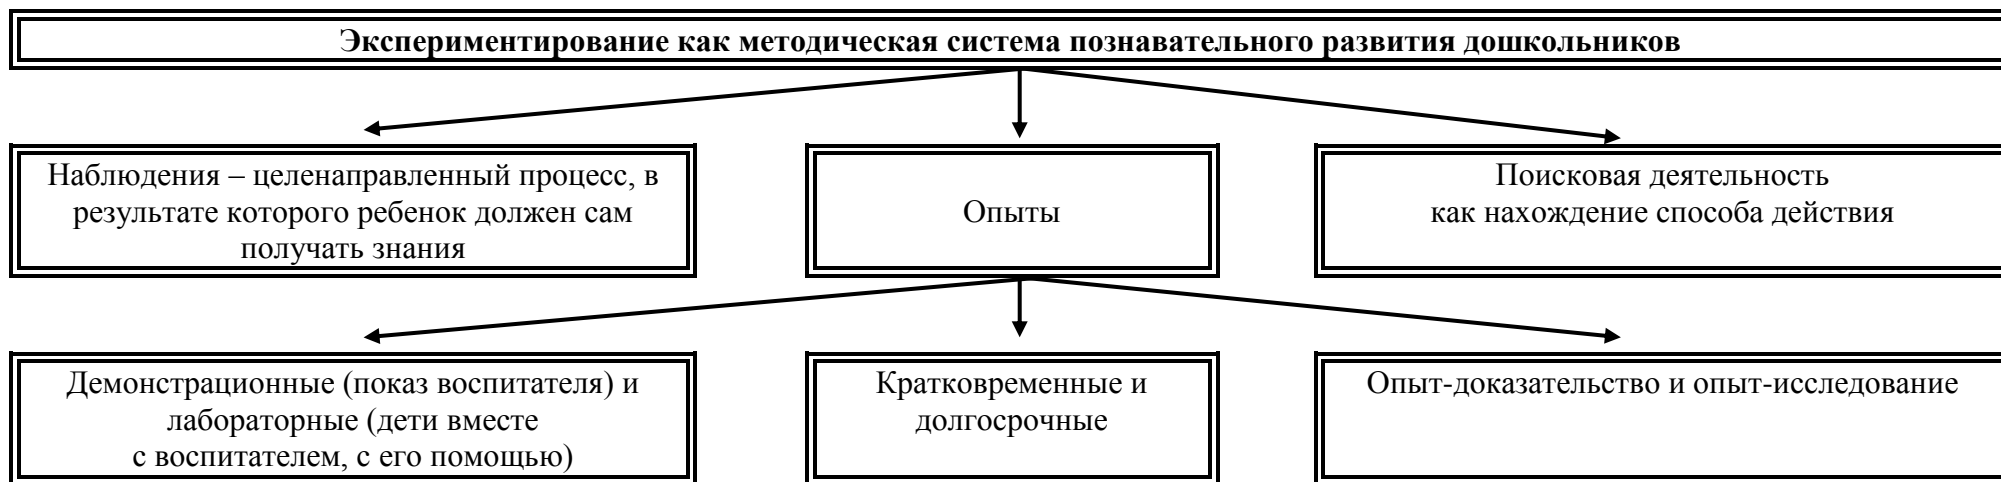 Экспериментирование как методическая система познавательного развития дошкольников
Наблюдения – целенаправленный процесс, в
результате которого ребенок должен сам
получать знания
Опыты
Поисковая деятельность
как нахождение способа действия
Демонстрационные (показ воспитателя) и
лабораторные (дети вместе
с воспитателем, с его помощью)
Кратковременные и
долгосрочные
Опыт-доказательство и опыт-исследование